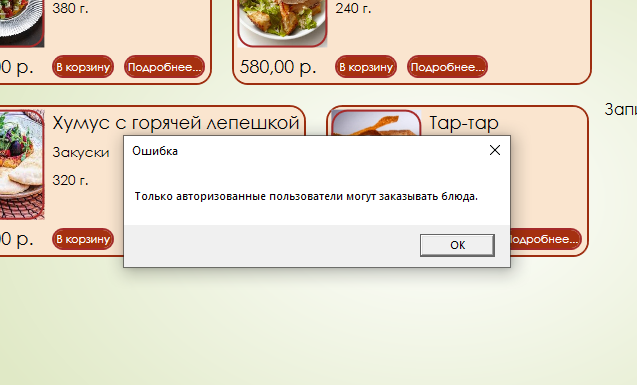 380 г.
240 г.
0 р.
В корзину
Подробнее...
580,00 р.
В корзину
Подробнее...
Хумус с горячей лепешкой
Закуски
320 г.
0 р.
В корзину
Тар-тар
Подробнее...
Запи
Ошибка
Только авторизованные пользователи могут заказывать блюда.
ОК